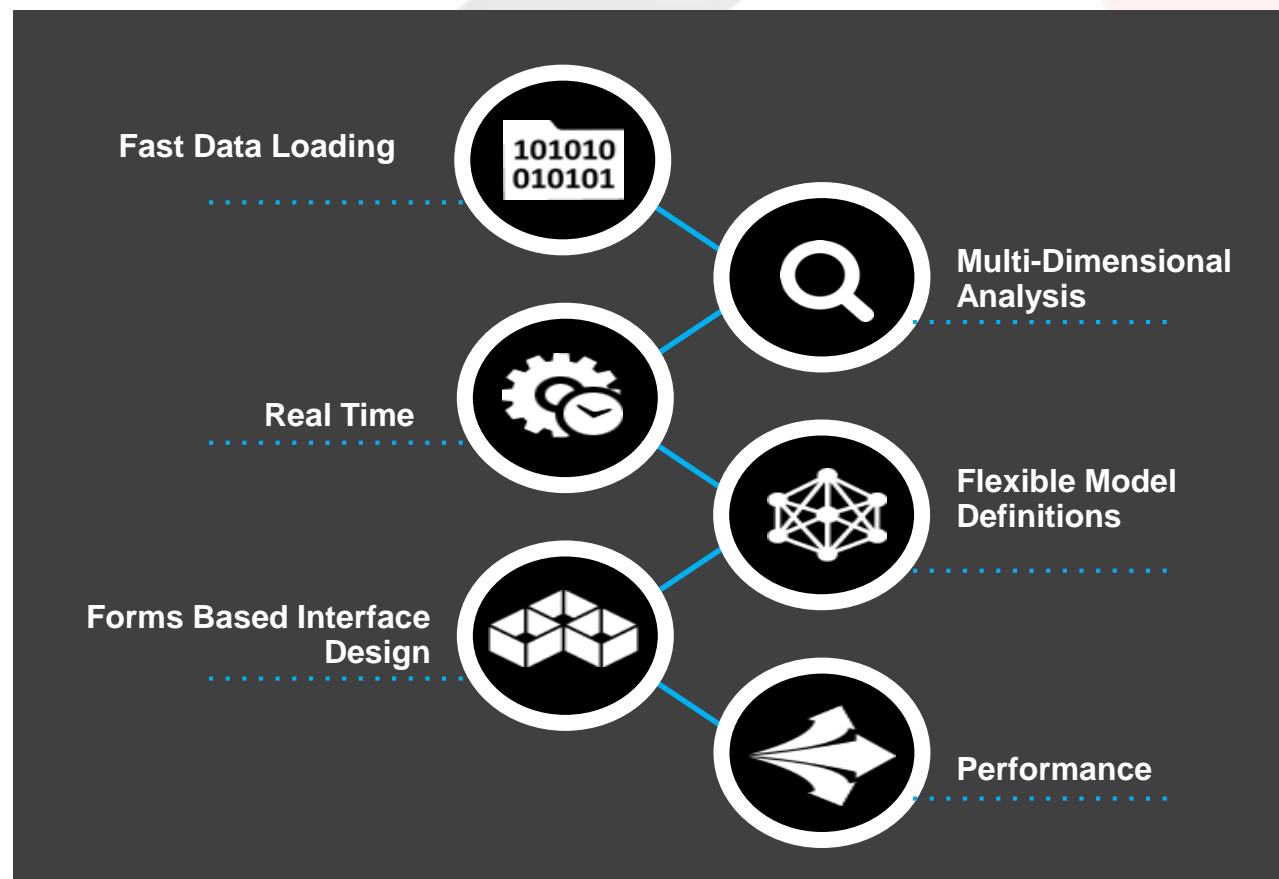 Fast Data Loading
101010
010101
Multi-Dimensional
Analysis
Real Time
Flexible Model
Definitions
Forms Based Interface
Design
Performance